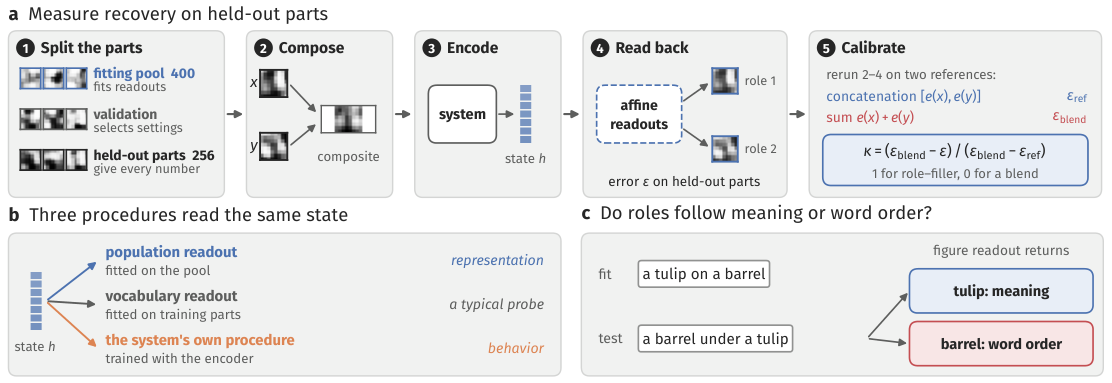 a Measure recovery on held-out parts
1 Split the parts
fitting pool 400
fits readouts
validation
selects settings
held-out parts 256
give every number
2 Compose
x
y
composite
3 Encode
system
state h
4 Read back
affine
readouts
role 1
role 2
error ε on held-out parts
5 Calibrate
rerun 2–4 on two references:
concatenation [e(x), e(y)] ε_ref
sum e(x) + e(y) ε_blend
κ = (ε_blend − ε) / (ε_blend − ε_ref)
1 for role–filler, 0 for a blend
b Three procedures read the same state
state h
population readout
fitted on the pool
representation
vocabulary readout
fitted on training parts
a typical probe
the system's own procedure
trained with the encoder
behavior
c Do roles follow meaning or word order?
figure readout returns
fit a tulip on a barrel
tulip: meaning
test a barrel under a tulip
barrel: word order